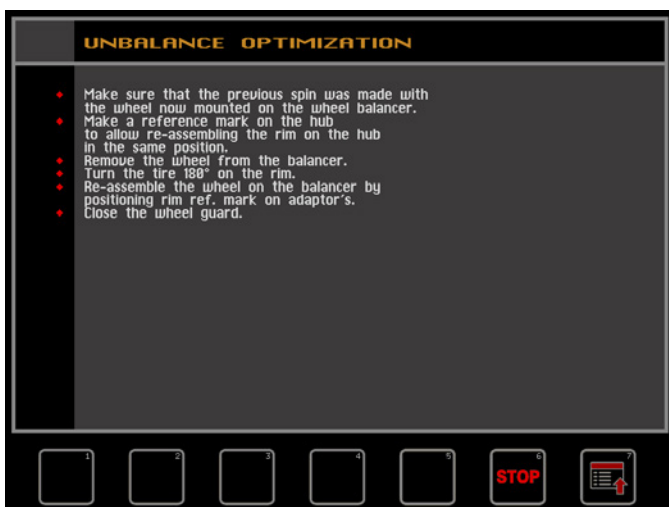 UNBALANCE OPTIMIZATION
Make sure that the previous spin was made with
the wheel now mounted on the wheel balancer.
Make a reference mark on the hub
to allow re-assembling the rim on the hub
in the same position.
Remove the wheel from the balancer.
Turn the tire 180° on the rim.
Re-assemble the wheel on the balancer by
positioning rim ref. mark on adaptor's.
Close the wheel guard.
1 2 3 4 5 6 7
STOP